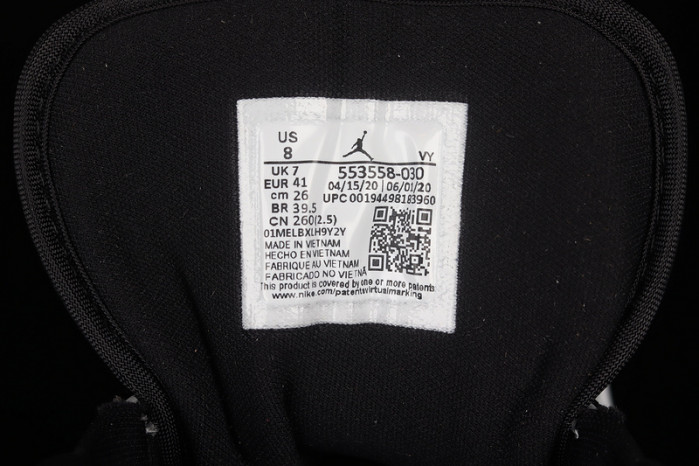 US
8
VY
UK 7
553558-030
EUR 41
04/15/20 06/01/20
cm 26
UPC 00194498183960
BR 39.5
CN 260(2.5)
01MELBXLH9Y2Y
MADE IN VIETNAM
HECHO EN VIETNAM
FABRIQUE AU VIETNAM
FABRICADO NO VIETNA
This product is covered by one or more patents
www.nike.com/patentvirtualmarking